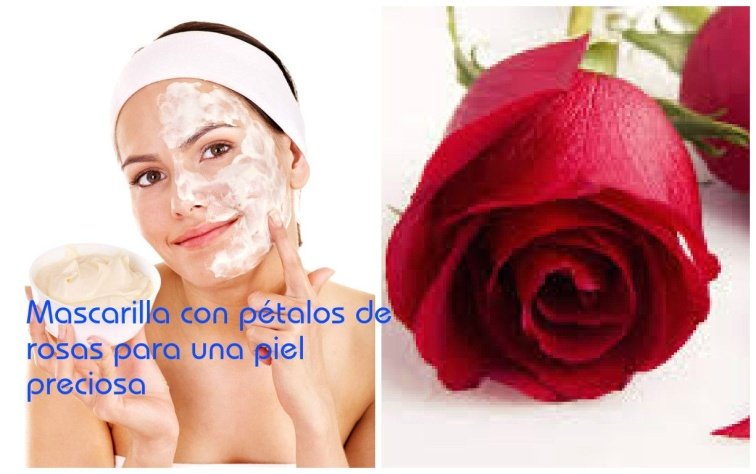 Mascarilla con pétalos de
rosas para una piel
preciosa